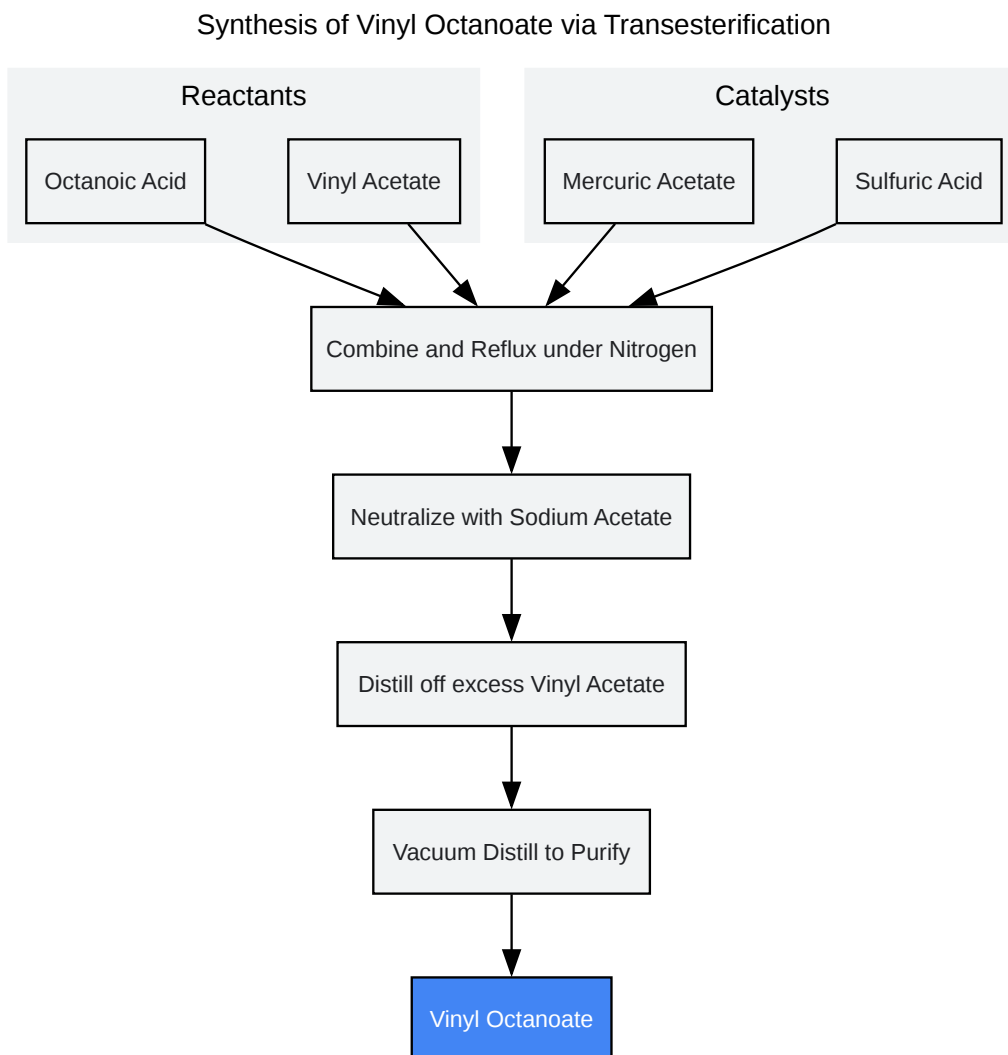 Synthesis of Vinyl Octanoate via Transesterification
Reactants
Catalysts
Octanoic Acid
Vinyl Acetate
Mercuric Acetate
Sulfuric Acid
Combine and Reflux under Nitrogen
Neutralize with Sodium Acetate
Distill off excess Vinyl Acetate
Vacuum Distill to Purify
Vinyl Octanoate